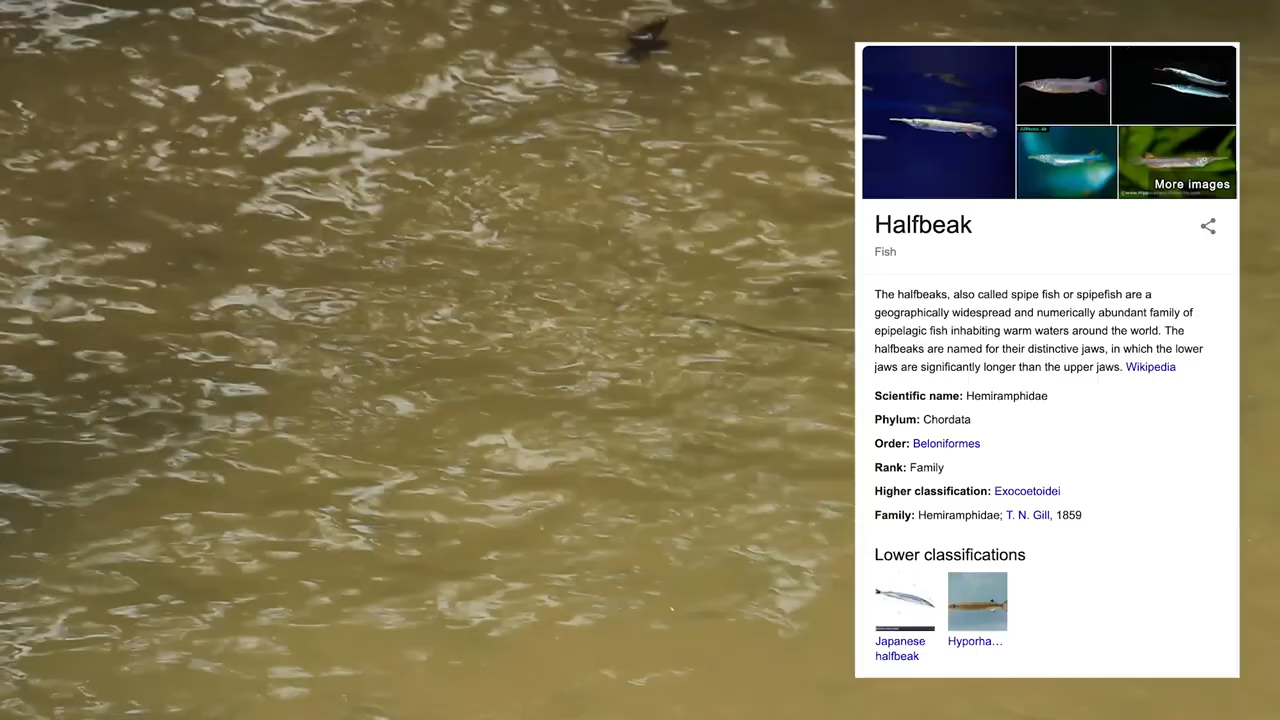 More images
Halfbeak
Fish
The halfbeaks, also called spipe fish or spipefish are a
geographically widespread and numerically abundant family of
epipelagic fish inhabiting warm waters around the world. The
halfbeaks are named for their distinctive jaws, in which the lower
jaws are significantly longer than the upper jaws. Wikipedia
Scientific name: Hemiramphidae
Phylum: Chordata
Order: Beloniformes
Rank: Family
Higher classification: Exocoetoidei
Family: Hemiramphidae; T. N. Gill, 1859
Lower classifications
Japanese
halfbeak
Hyporha…